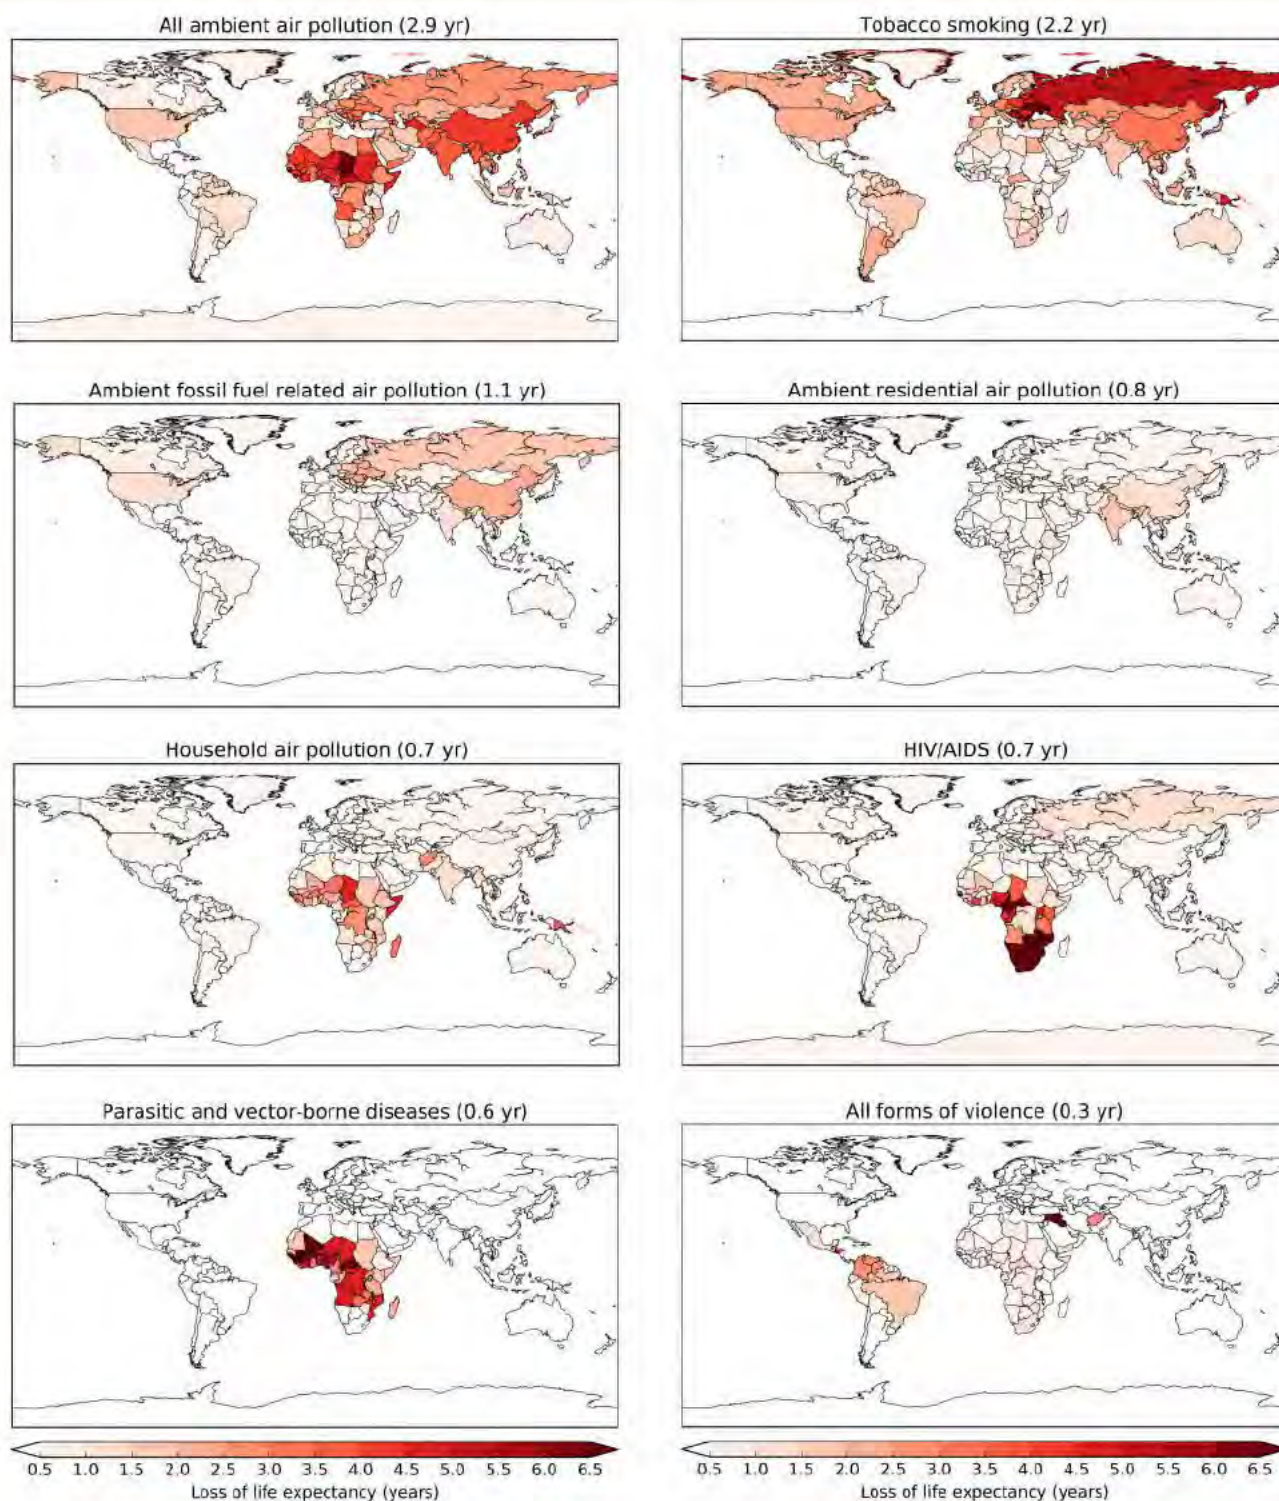 All ambient air pollution (2.9 yr)
Tobacco smoking (2.2 yr)
Ambient fossil fuel related air pollution (1.1 yr)
Ambient residential air pollution (0.8 yr)
Household air pollution (0.7 yr)
HIV/AIDS (0.7 yr)
Parasitic and vector-borne diseases (0.6 yr)
All forms of violence (0.3 yr)
0.5 1.0 1.5 2.0 2.5 3.0 3.5 4.0 4.5 5.0 5.5 6.0 6.5
Loss of life expectancy (years)
0.5 1.0 1.5 2.0 2.5 3.0 3.5 4.0 4.5 5.0 5.5 6.0 6.5
Loss of life expectancy (years)